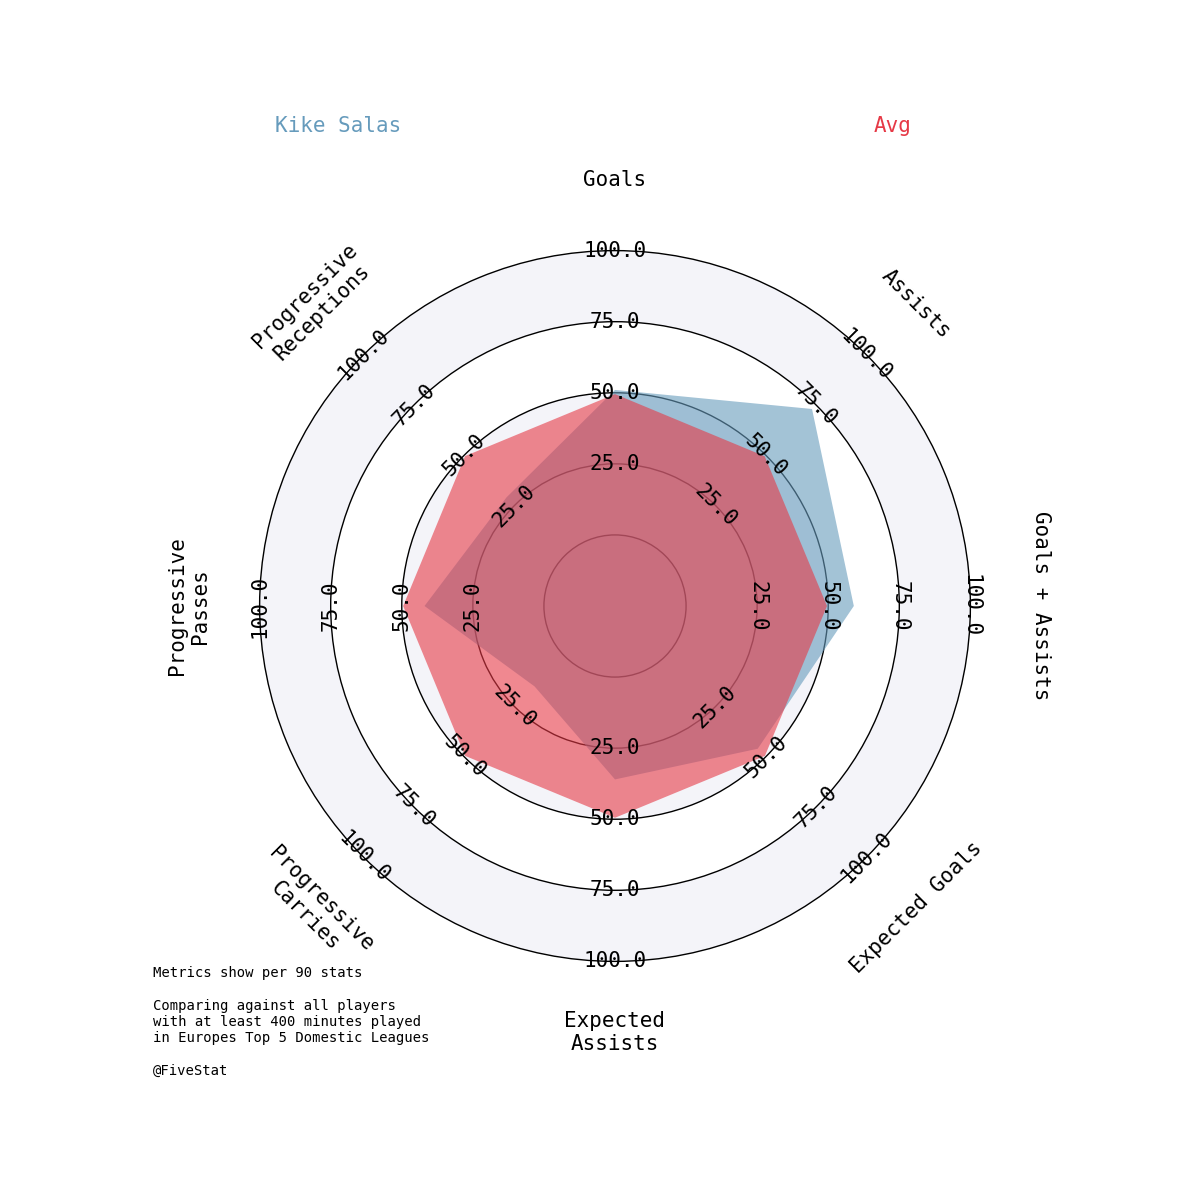 Kike Salas
Avg
Goals
Assists
Goals + Assists
Expected Goals
Expected
Assists
Progressive
Carries
Progressive
Passes
Progressive
Receptions
100.0
75.0
50.0
25.0
100.0
75.0
50.0
25.0
100.0
75.0
50.0
25.0
100.0
75.0
50.0
25.0
100.0
75.0
50.0
25.0
100.0
75.0
50.0
25.0
100.0
75.0
50.0
25.0
100.0
75.0
50.0
25.0
Metrics show per 90 stats
Comparing against all players
with at least 400 minutes played
in Europes Top 5 Domestic Leagues
@FiveStat